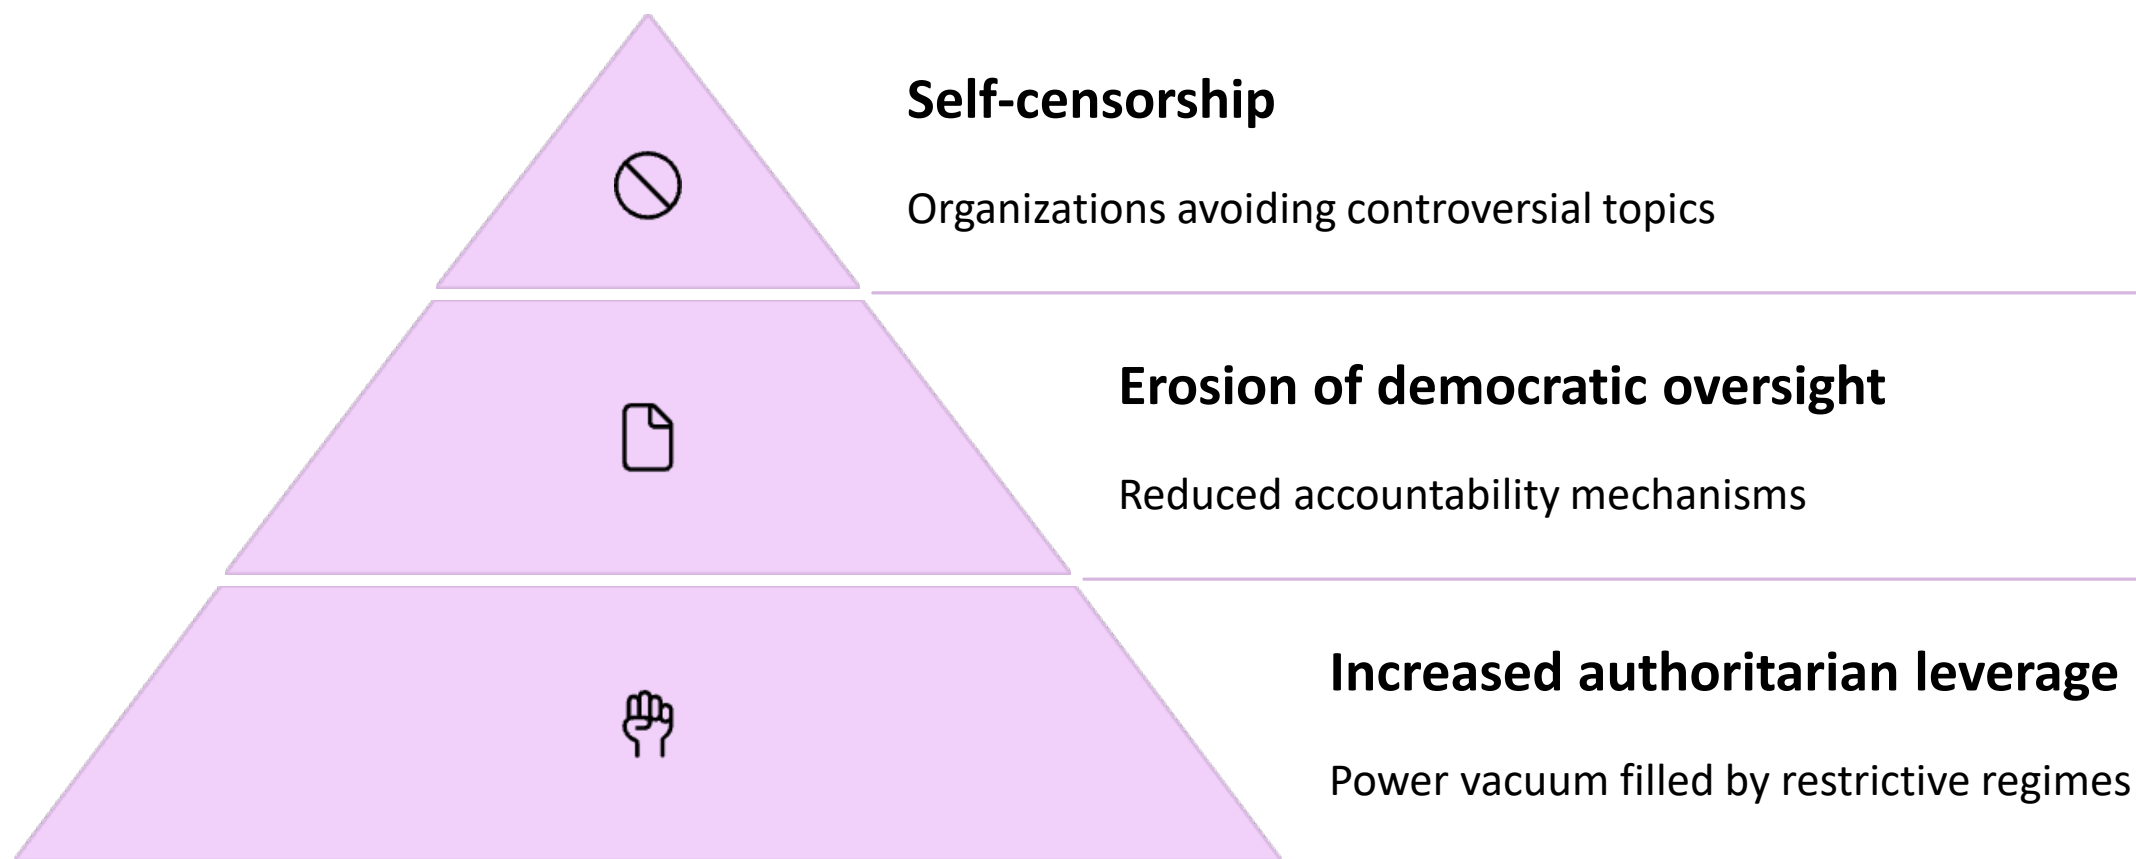 Self-censorship
Organizations avoiding controversial topics
Erosion of democratic oversight
Reduced accountability mechanisms
Increased authoritarian leverage
Power vacuum filled by restrictive regimes